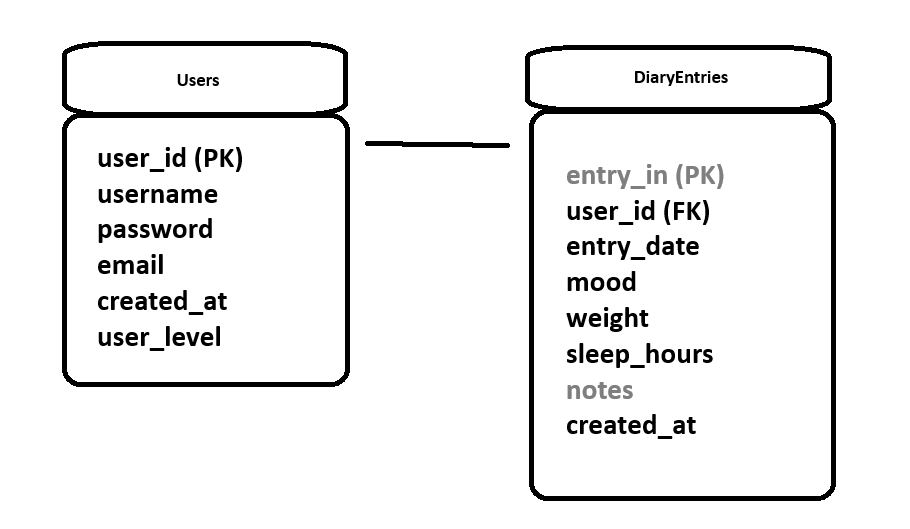 Users
user_id (PK)
username
password
email
created_at
user_level
DiaryEntries
entry_in (PK)
user_id (FK)
entry_date
mood
weight
sleep_hours
notes
created_at